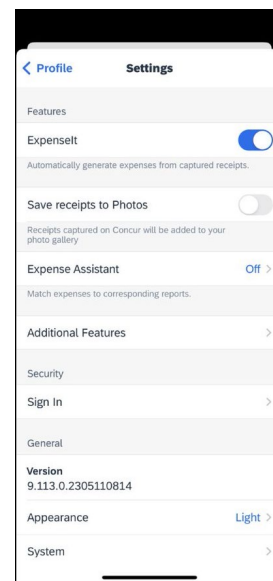 Profile
Settings
Features
ExpenseIt
Automatically generate expenses from captured receipts.
Save receipts to Photos
Receipts captured on Concur will be added to your
photo gallery
Expense Assistant
Off
Match expenses to corresponding reports.
Additional Features
Security
Sign In
General
Version
9.113.0.2305110814
Appearance
Light
System